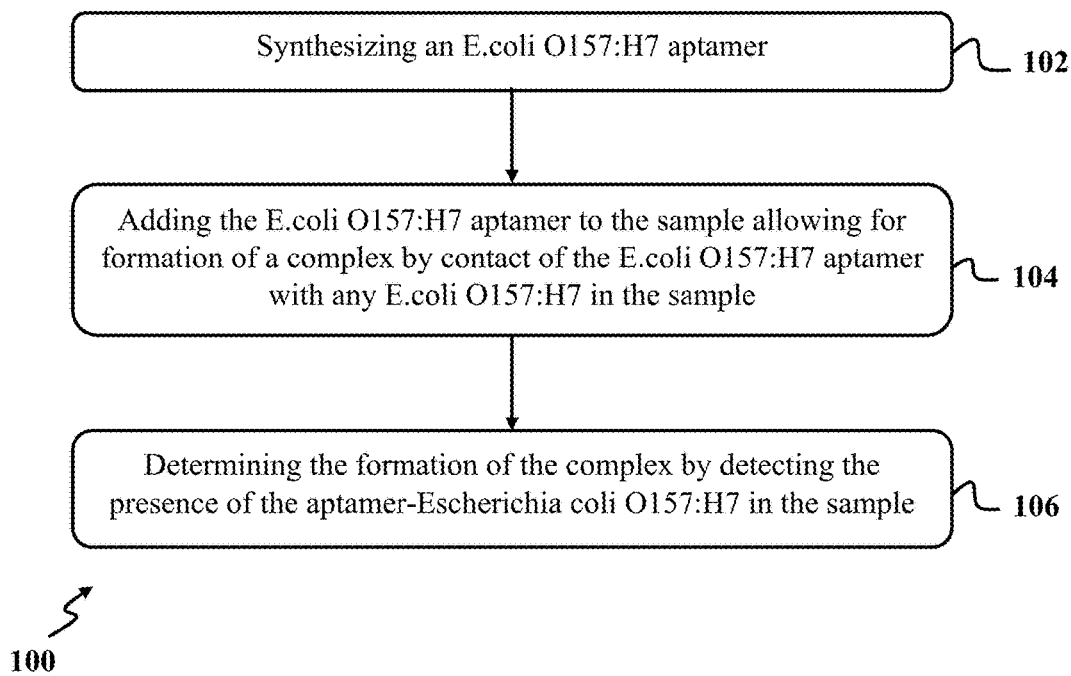 Synthesizing an E.coli O157:H7 aptamer
102
Adding the E.coli O157:H7 aptamer to the sample allowing for
formation of a complex by contact of the E.coli O157:H7 aptamer
with any E.coli O157:H7 in the sample
104
Determining the formation of the complex by detecting the
presence of the aptamer-Escherichia coli O157:H7 in the sample
106
100